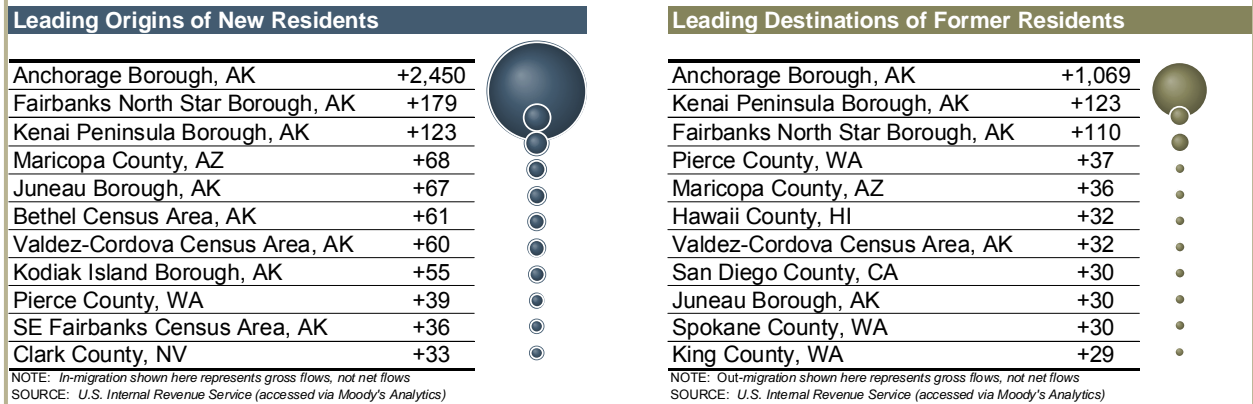 Leading Origins of New Residents
Anchorage Borough, AK +2,450
Fairbanks North Star Borough, AK +179
Kenai Peninsula Borough, AK +123
Maricopa County, AZ +68
Juneau Borough, AK +67
Bethel Census Area, AK +61
Valdez-Cordova Census Area, AK +60
Kodiak Island Borough, AK +55
Pierce County, WA +39
SE Fairbanks Census Area, AK +36
Clark County, NV +33
NOTE: In-migration shown here represents gross flows, not net flows
SOURCE: U.S. Internal Revenue Service (accessed via Moody's Analytics)
Leading Destinations of Former Residents
Anchorage Borough, AK +1,069
Kenai Peninsula Borough, AK +123
Fairbanks North Star Borough, AK +110
Pierce County, WA +37
Maricopa County, AZ +36
Hawaii County, HI +32
Valdez-Cordova Census Area, AK +32
San Diego County, CA +30
Juneau Borough, AK +30
Spokane County, WA +30
King County, WA +29
NOTE: Out-migration shown here represents gross flows, not net flows
SOURCE: U.S. Internal Revenue Service (accessed via Moody's Analytics)